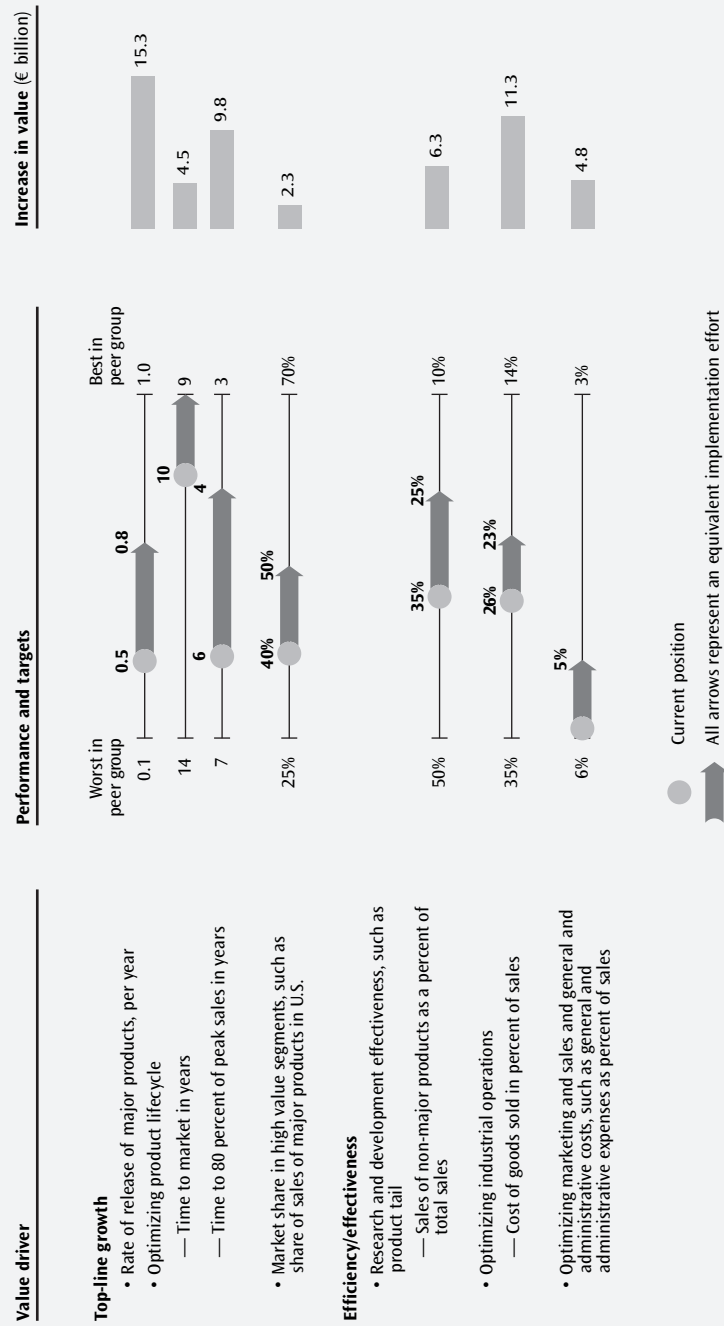 Value driver
Performance and targets
Increase in value (€ billion)
Worst in
peer group
Best in
peer group
Top-line growth
• Rate of release of major products, per year
0.1
0.5
0.8
1.0
15.3
• Optimizing product lifecycle
— Time to market in years
14
10
9
4.5
— Time to 80 percent of peak sales in years
7
6
4
3
9.8
• Market share in high value segments, such as
share of sales of major products in U.S.
25%
40%
50%
70%
2.3
Efficiency/effectiveness
• Research and development effectiveness, such as
product tail
— Sales of non-major products as a percent of
total sales
50%
35%
25%
10%
6.3
• Optimizing industrial operations
— Cost of goods sold in percent of sales
35%
26%
23%
14%
11.3
• Optimizing marketing and sales and general and
administrative costs, such as general and
administrative expenses as percent of sales
6%
5%
3%
4.8
Current position
All arrows represent an equivalent implementation effort